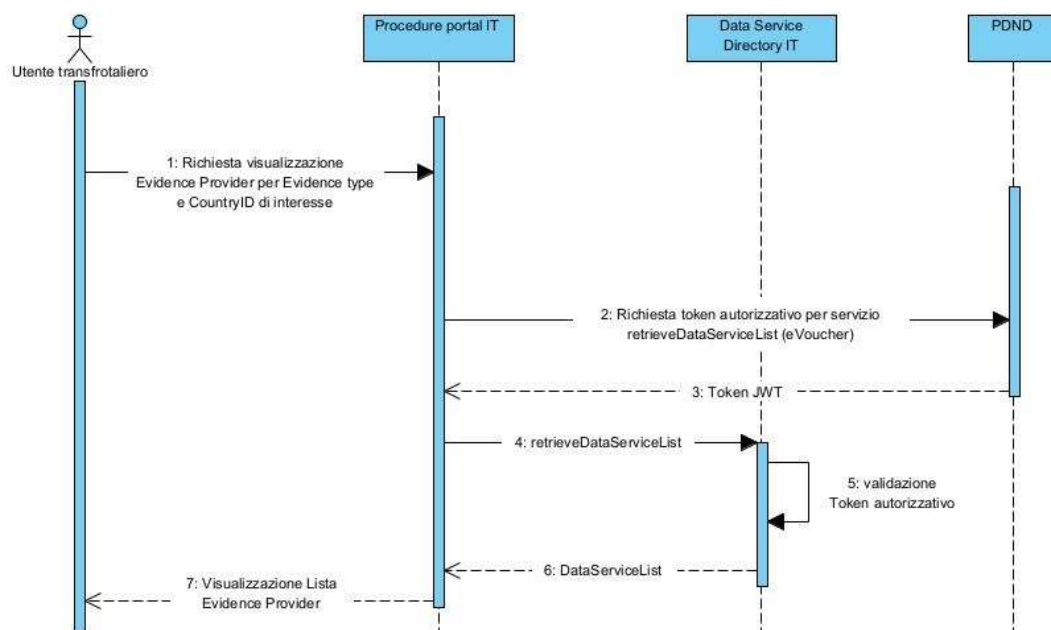 Procedure portal IT
Data Service
Directory IT
PDND
Utente transfrotaliero
1: Richiesta visualizzazione
Evidence Provider per Evidence type
e CountryID di interesse
2: Richiesta token autorizzativo per servizio
retrieveDataServiceList (eVoucher)
3: Token JWT
4: retrieveDataServiceList
5: validazione
Token autorizzativo
6: DataServiceList
7: Visualizzazione Lista
Evidence Provider